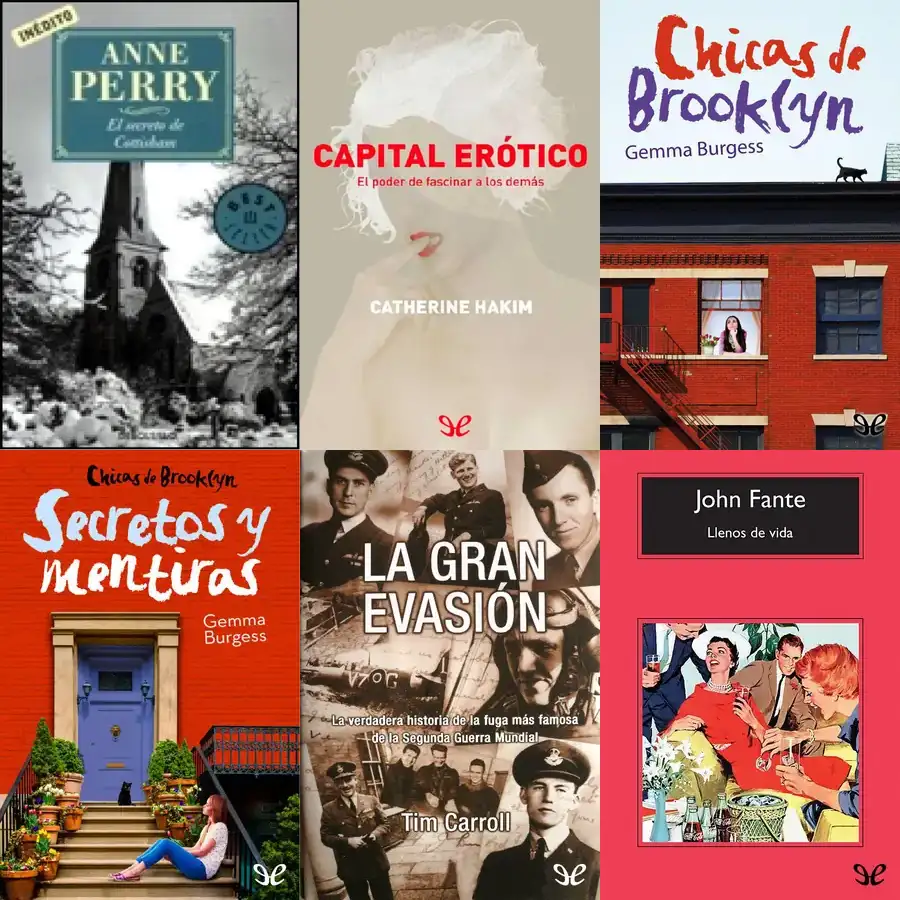 INÉDITO
ANNE
PERRY
El secreto de
Cottisham
BEST
SELLER
CAPITAL ERÓTICO
El poder de fascinar a los demás
CATHERINE HAKIM
Chicas de
Brooklyn
Gemma Burgess
Chicas de Brooklyn
Secretos y
mentiras
Gemma
Burgess
LA GRAN
EVASIÓN
La verdadera historia de la fuga más famosa
de la Segunda Guerra Mundial
Tim Carroll
John Fante
Llenos de vida